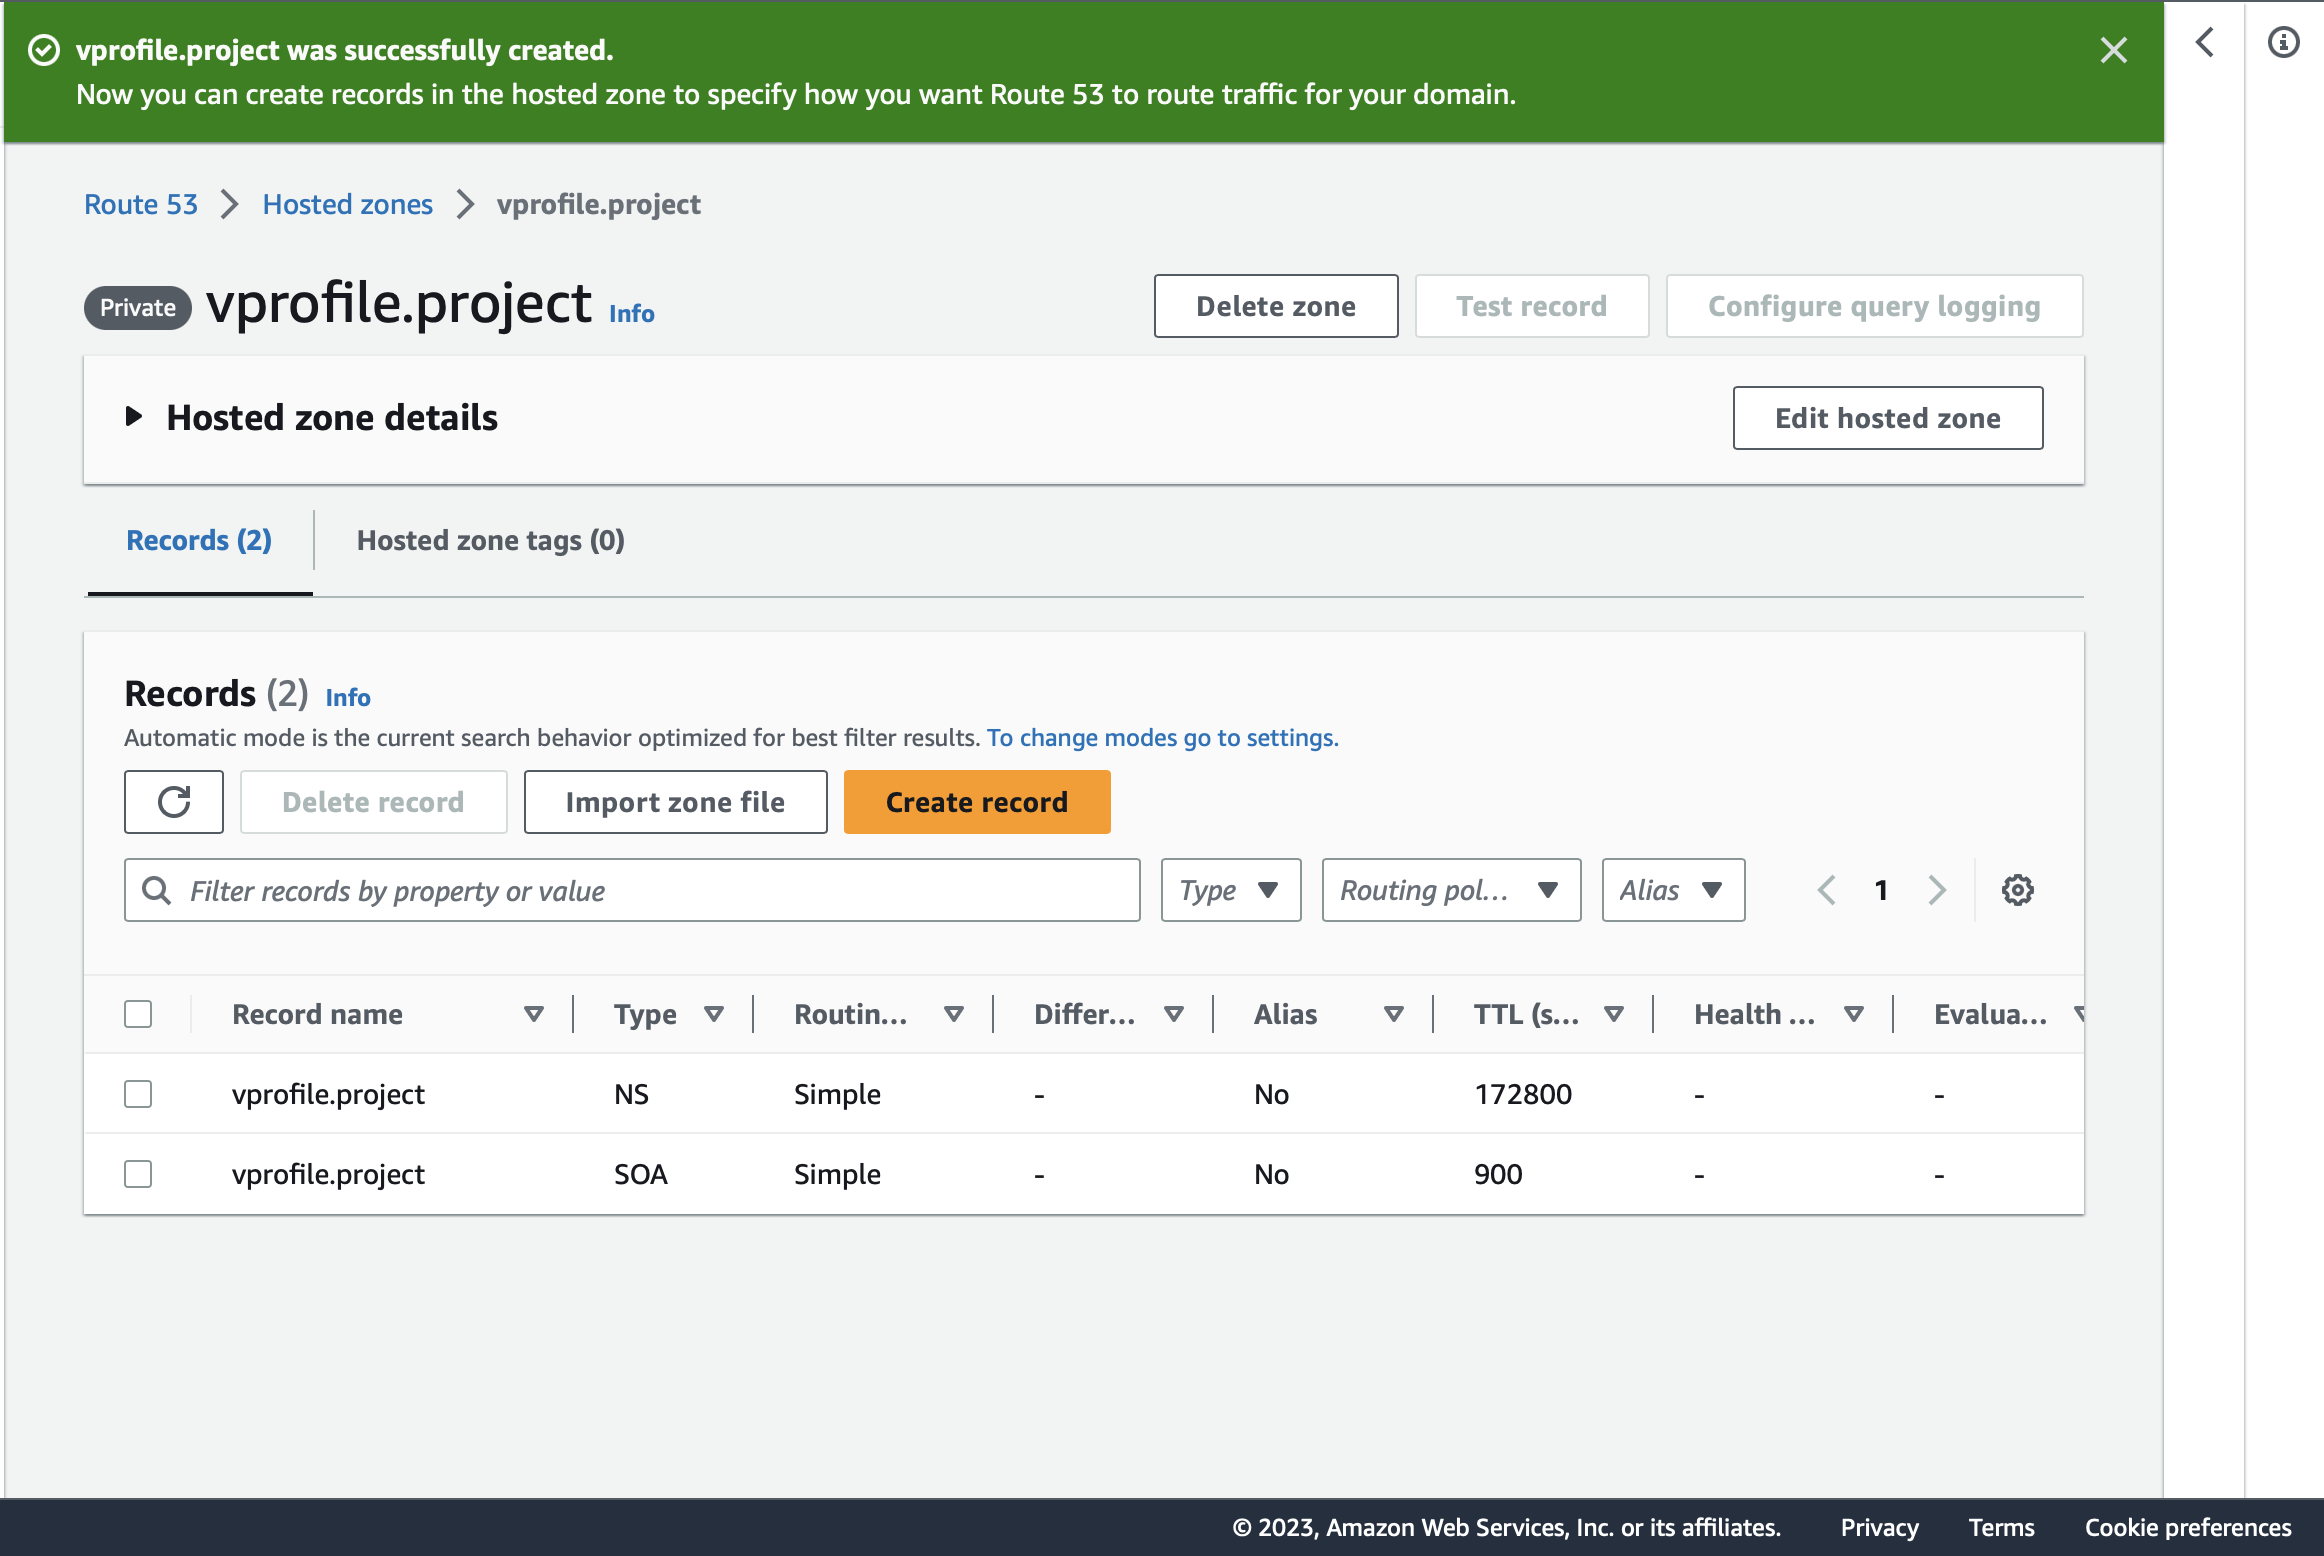 vprofile.project was successfully created.
Now you can create records in the hosted zone to specify how you want Route 53 to route traffic for your domain.
Route 53 Hosted zones vprofile.project
Private vprofile.project Info Delete zone Test record Configure query logging
Hosted zone details Edit hosted zone
Records (2) Hosted zone tags (0)
Records (2) Info
Automatic mode is the current search behavior optimized for best filter results. To change modes go to settings.
Delete record Import zone file Create record
Filter records by property or value Type Routing pol... Alias 1
Record name Type Routin... Differ... Alias TTL (s... Health ... Evalua...
vprofile.project NS Simple - No 172800 - -
vprofile.project SOA Simple - No 900 - -
© 2023, Amazon Web Services, Inc. or its affiliates. Privacy Terms Cookie preferences